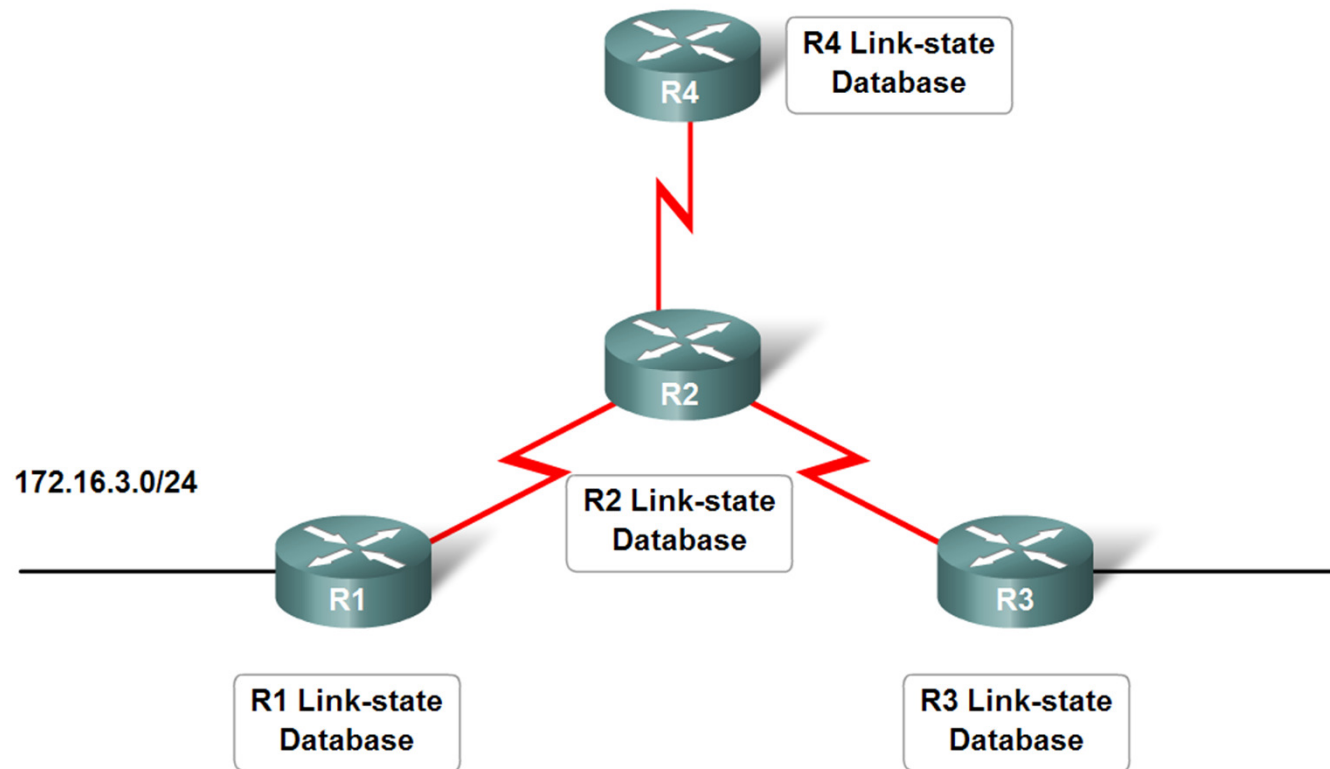 R4
R4 Link-state
Database
R2
172.16.3.0/24
R2 Link-state
Database
R1
R3
R1 Link-state
Database
R3 Link-state
Database